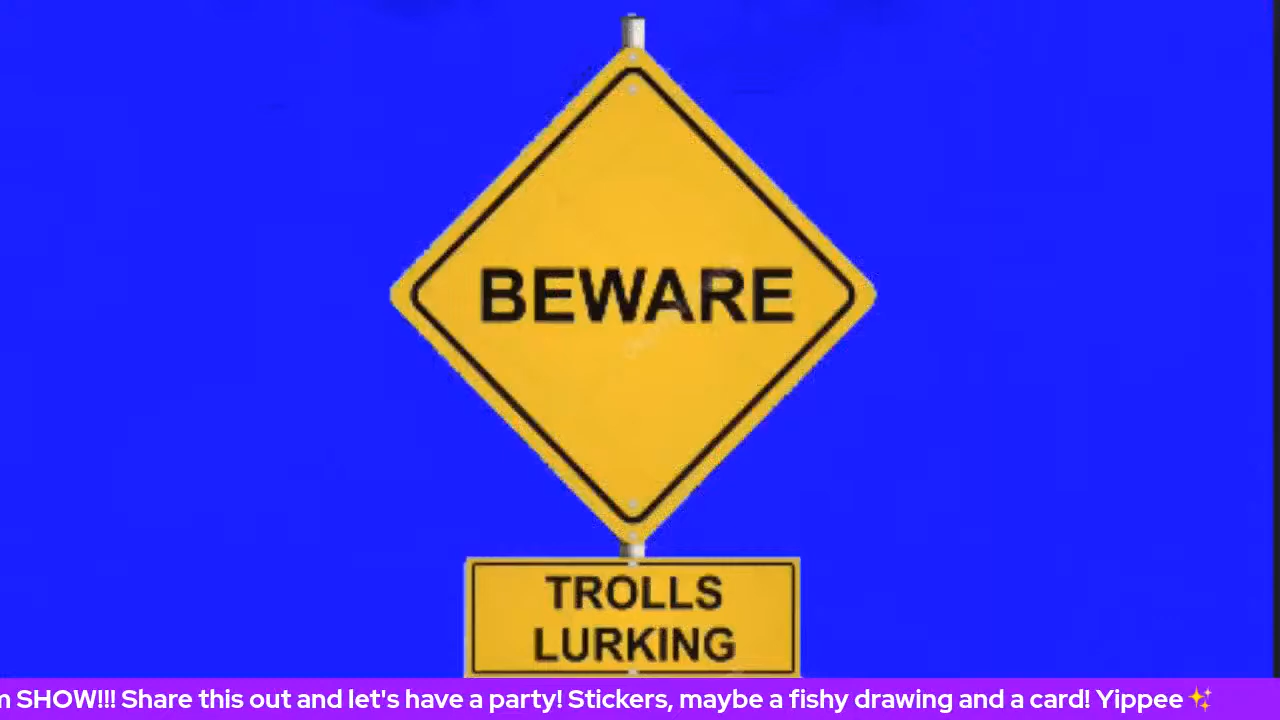 BEWARE
TROLLS
LURKING
m SHOW!!! Share this out and let's have a party! Stickers, maybe a fishy drawing and a card! Yippee✨